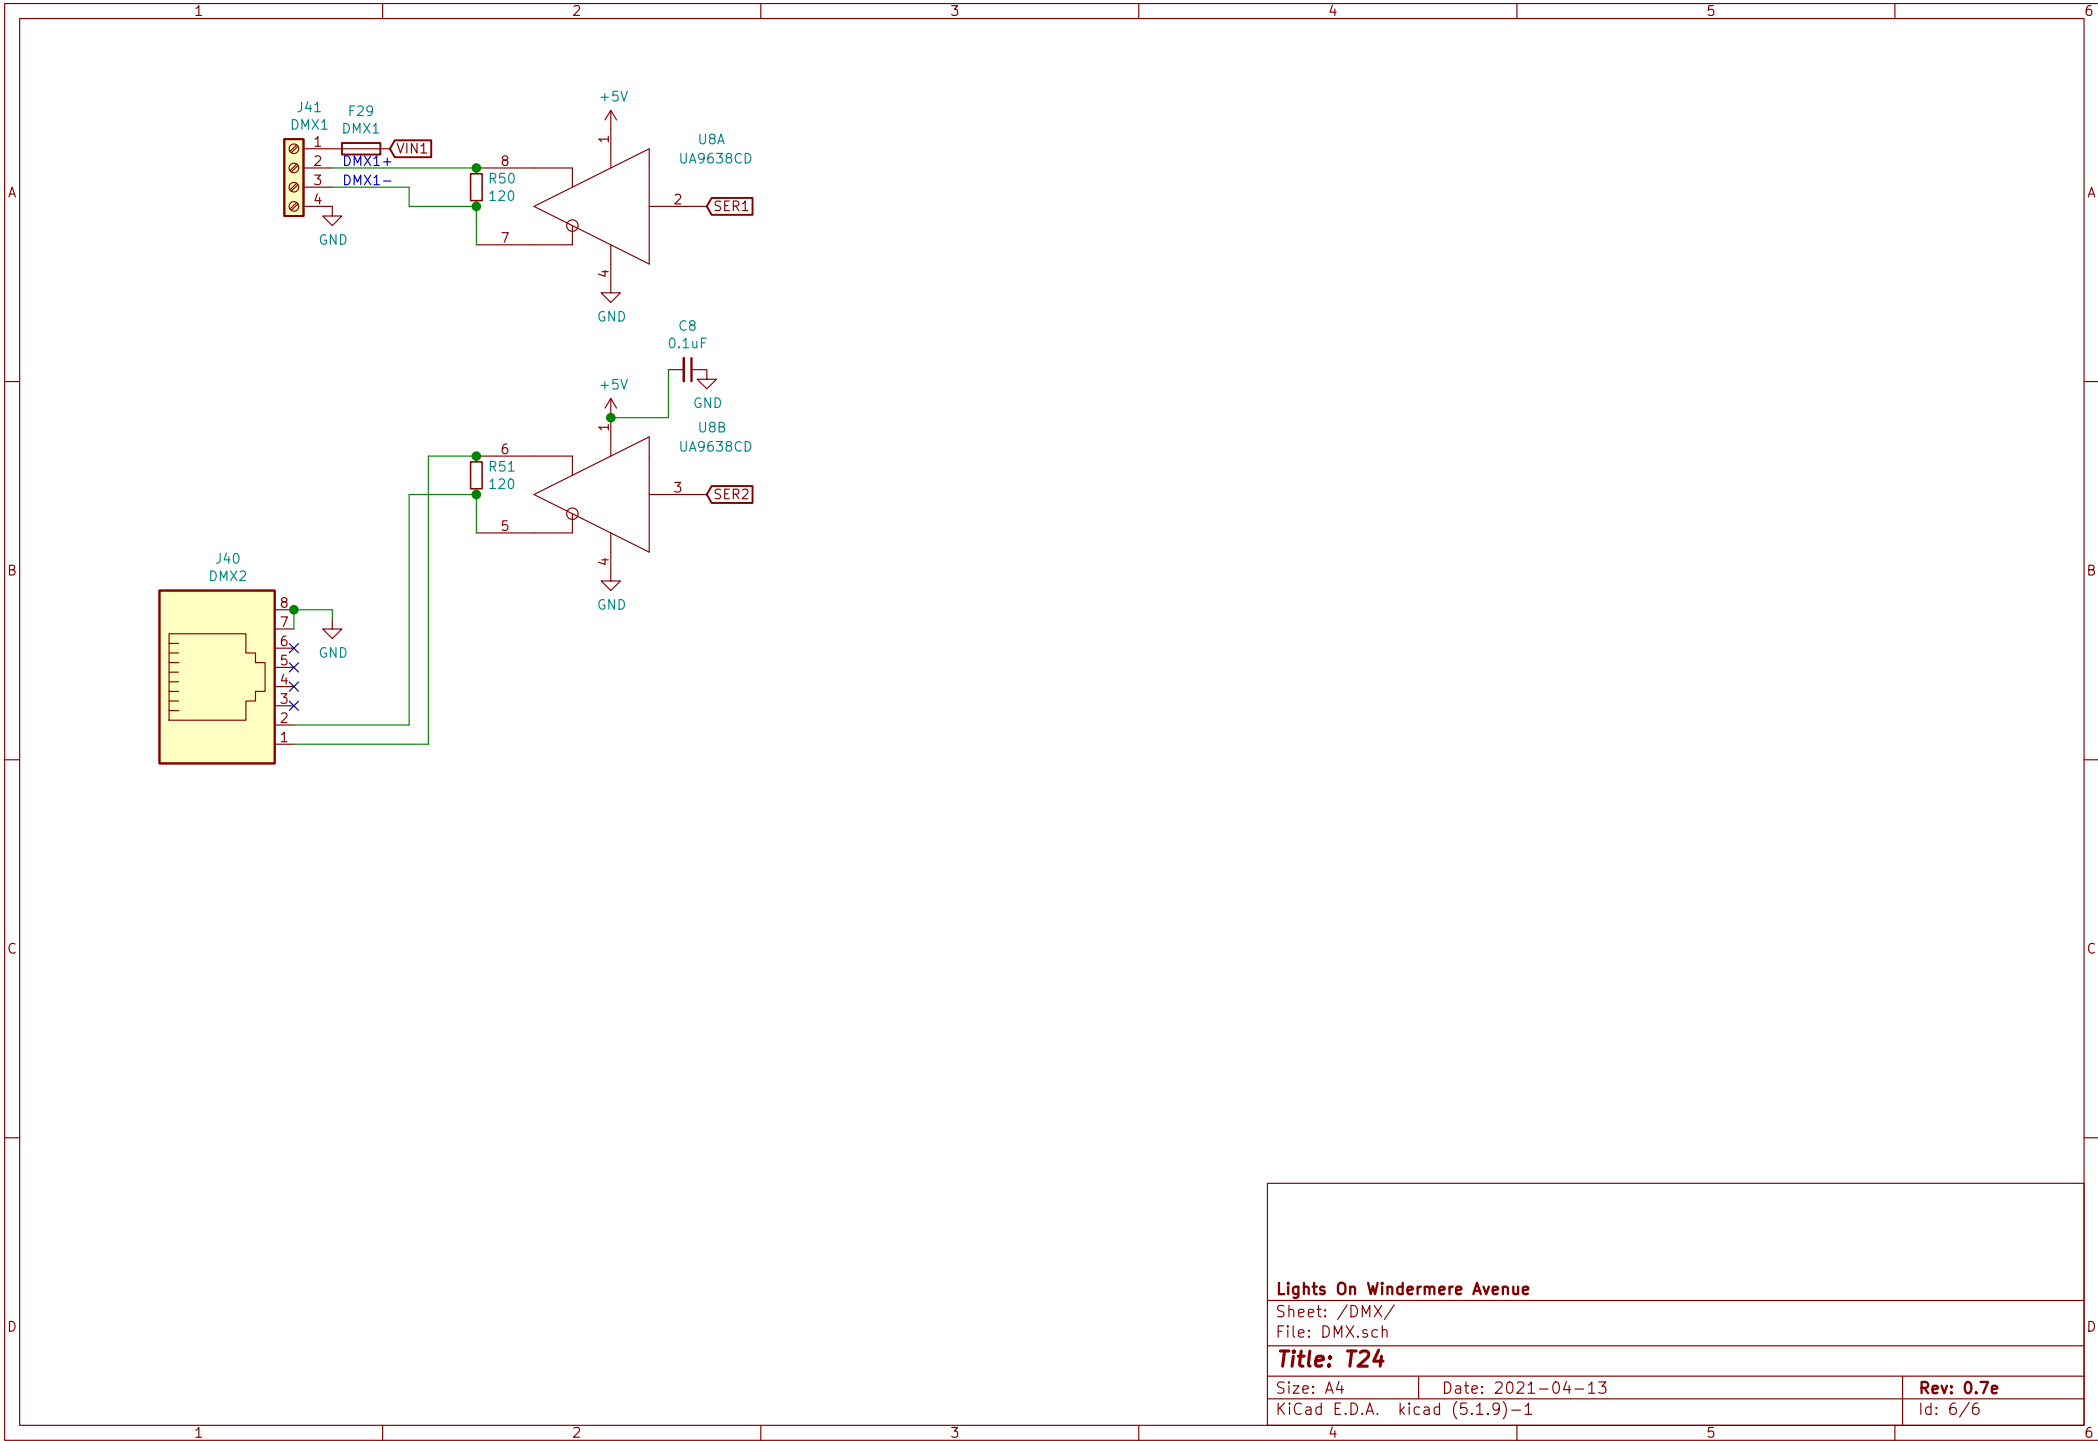 1 2 3 4 5 6
A A
B B
C C
D D
J41
DMX1
F29
DMX1
1
2
3
4
VIN1
DMX1+
DMX1-
GND
R50
120
8
7
+5V
1
4
GND
U8A
UA9638CD
2
SER1
C8
0.1uF
GND
+5V
1
U8B
UA9638CD
6
R51
120
5
3
SER2
4
GND
J40
DMX2
8
7
6
5
4
3
2
1
GND
Lights On Windermere Avenue
Sheet: /DMX/
File: DMX.sch
Title: T24
Size: A4 Date: 2021-04-13 Rev: 0.7e
KiCad E.D.A. kicad (5.1.9)-1 Id: 6/6
1 2 3 4 5 6